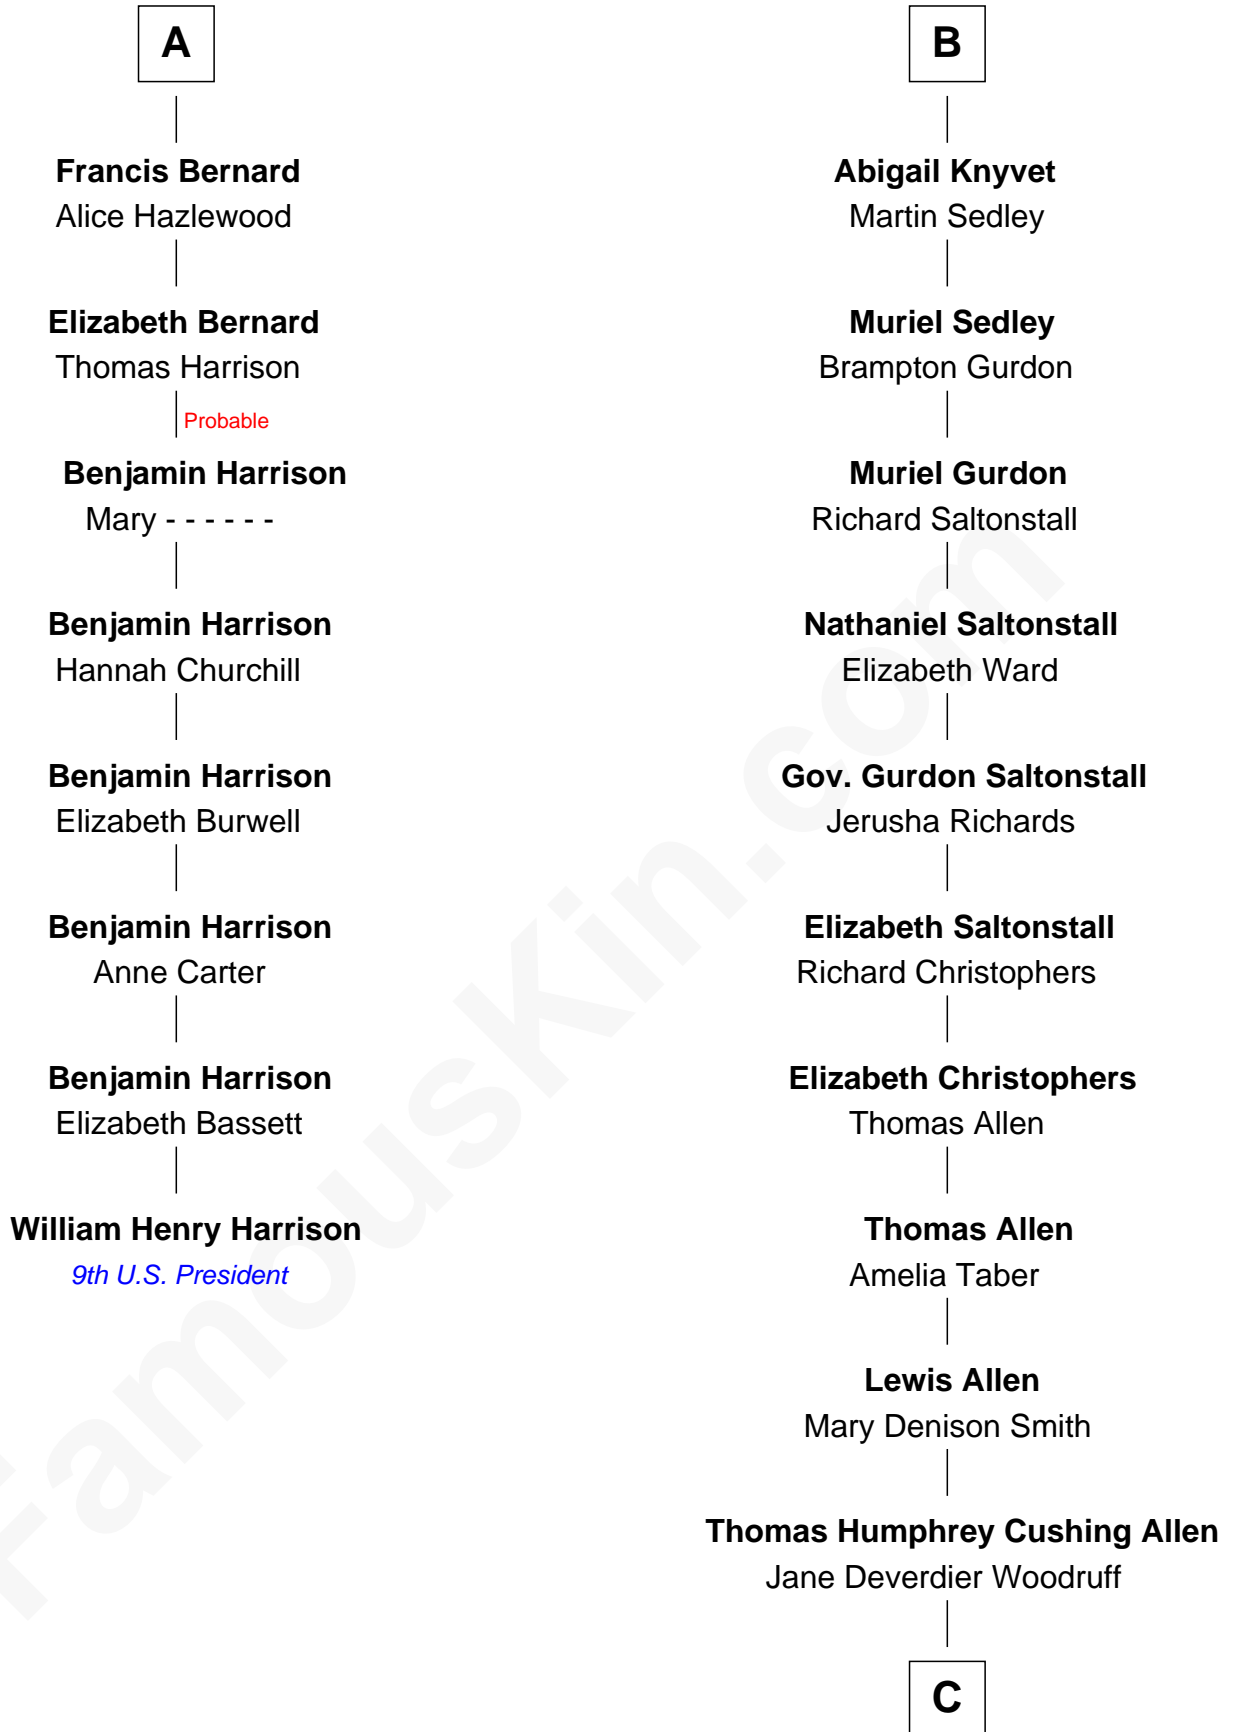 A
Francis Bernard
Alice Hazlewood
Elizabeth Bernard
Thomas Harrison
Probable
Benjamin Harrison
Mary - - - - - -
Benjamin Harrison
Hannah Churchill
Benjamin Harrison
Elizabeth Burwell
Benjamin Harrison
Anne Carter
Benjamin Harrison
Elizabeth Bassett
William Henry Harrison
9th U.S. President
B
Abigail Knyvet
Martin Sedley
Muriel Sedley
Brampton Gurdon
Muriel Gurdon
Richard Saltonstall
Nathaniel Saltonstall
Elizabeth Ward
Gov. Gurdon Saltonstall
Jerusha Richards
Elizabeth Saltonstall
Richard Christophers
Elizabeth Christophers
Thomas Allen
Thomas Allen
Amelia Taber
Lewis Allen
Mary Denison Smith
Thomas Humphrey Cushing Allen
Jane Deverdier Woodruff
C
FamousKin.com